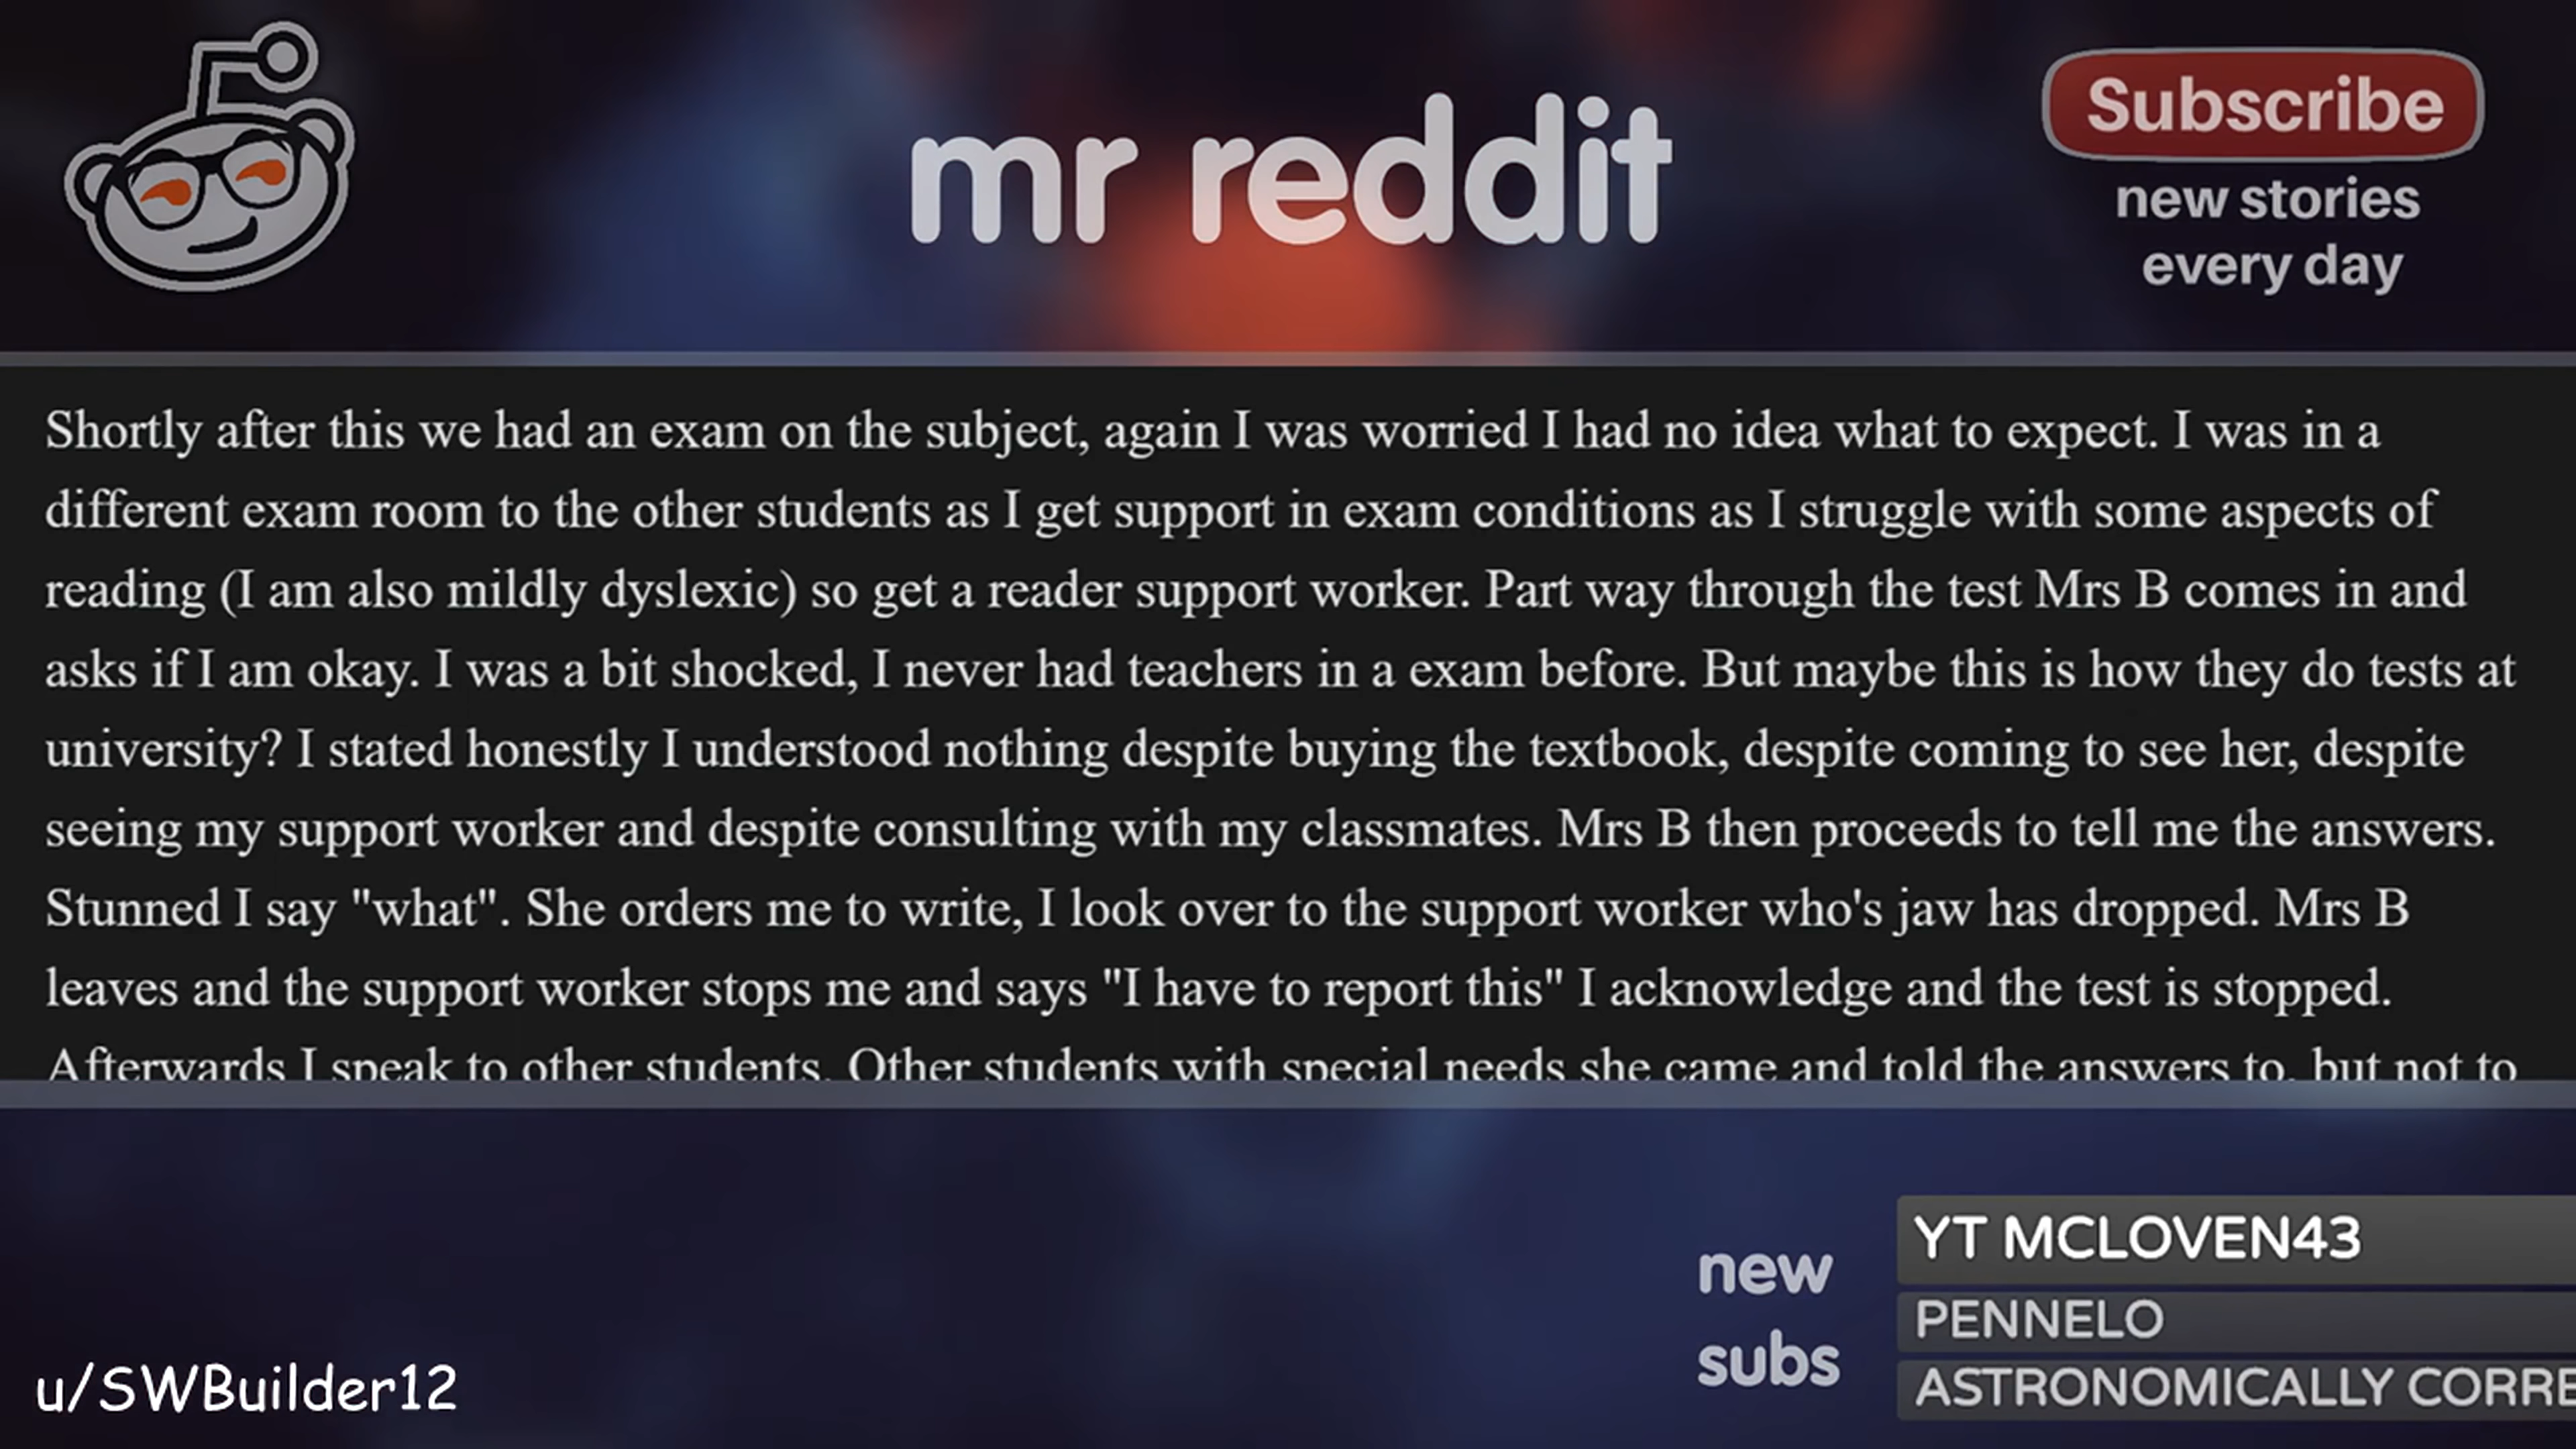 mr reddit
Subscribe
new stories
every day
Shortly after this we had an exam on the subject, again I was worried I had no idea what to expect. I was in a
different exam room to the other students as I get support in exam conditions as I struggle with some aspects of
reading (I am also mildly dyslexic) so get a reader support worker. Part way through the test Mrs B comes in and
asks if I am okay. I was a bit shocked, I never had teachers in a exam before. But maybe this is how they do tests at
university? I stated honestly I understood nothing despite buying the textbook, despite coming to see her, despite
seeing my support worker and despite consulting with my classmates. Mrs B then proceeds to tell me the answers.
Stunned I say "what". She orders me to write, I look over to the support worker who's jaw has dropped. Mrs B
leaves and the support worker stops me and says "I have to report this" I acknowledge and the test is stopped.
Afterwards I speak to other students. Other students with special needs she came and told the answers to, but not to
new
subs
YT MCLOVEN43
PENNELO
ASTRONOMICALLY CORRE
u/SWBuilder12